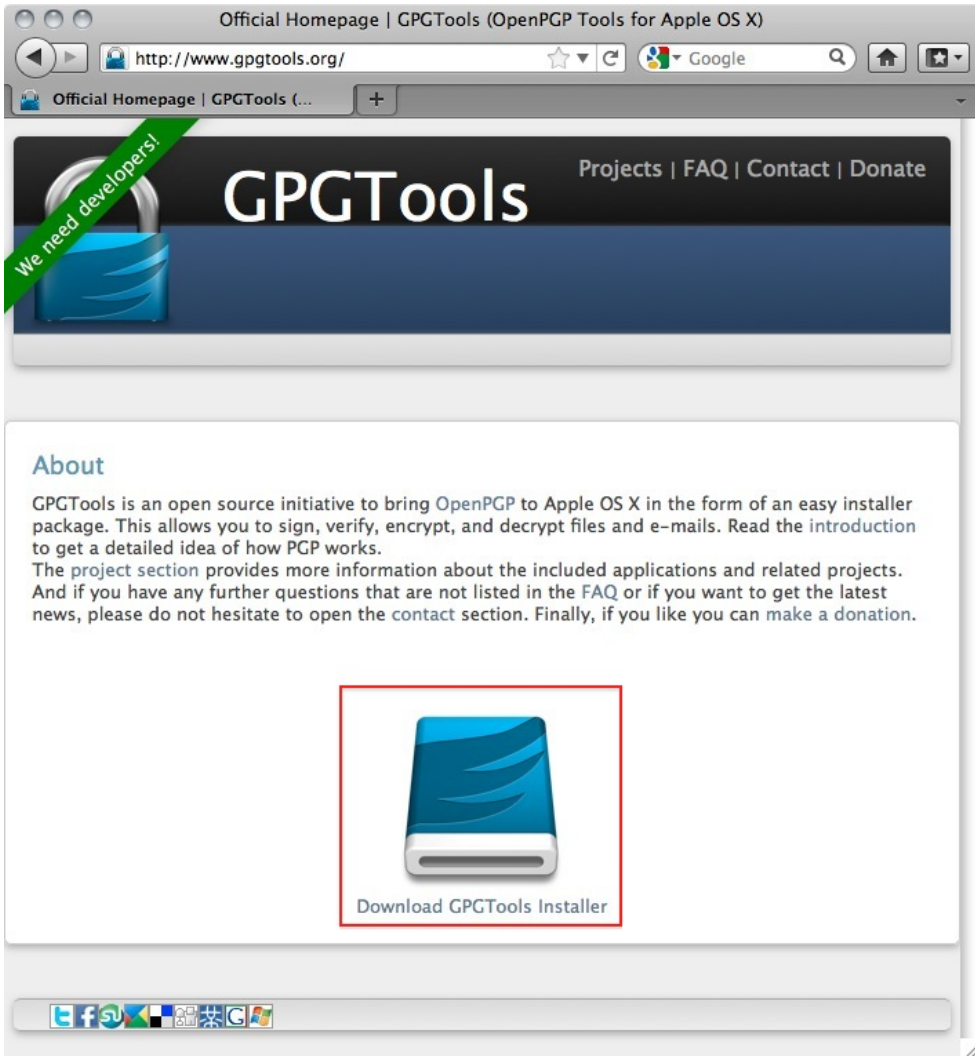 Official Homepage | GPGTools (OpenPGP Tools for Apple OS X)
http://www.gpgtools.org/
Google
Official Homepage | GPGTools (...
We need developers!
GPGTools
Projects | FAQ | Contact | Donate
About
GPGTools is an open source initiative to bring OpenPGP to Apple OS X in the form of an easy installer
package. This allows you to sign, verify, encrypt, and decrypt files and e-mails. Read the introduction
to get a detailed idea of how PGP works.
The project section provides more information about the included applications and related projects.
And if you have any further questions that are not listed in the FAQ or if you want to get the latest
news, please do not hesitate to open the contact section. Finally, if you like you can make a donation.
Download GPGTools Installer